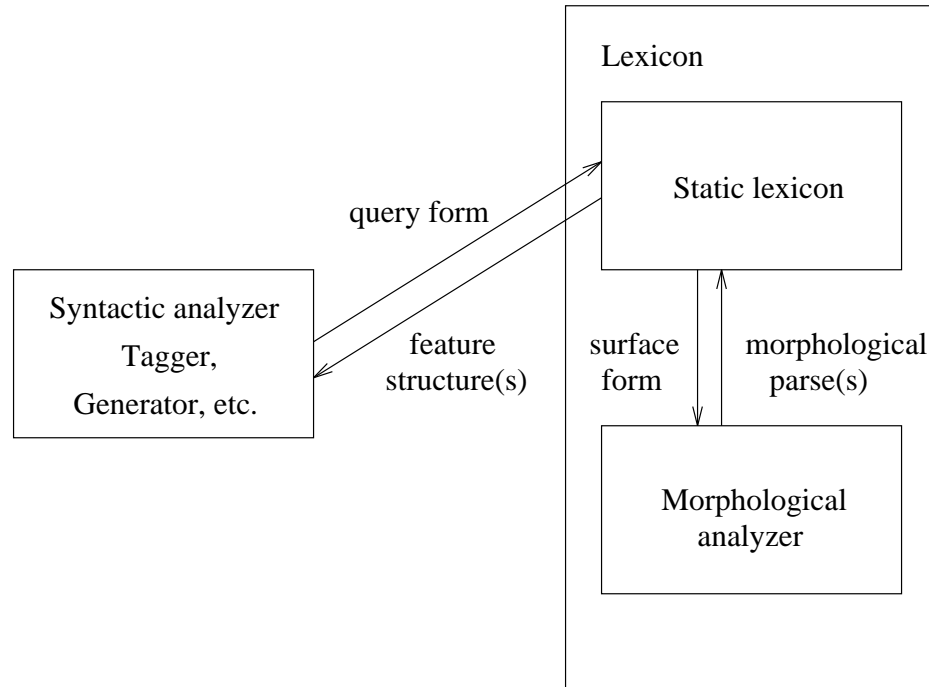 Lexicon
Static lexicon
query form
Syntactic analyzer
Tagger,
Generator, etc.
feature
structure(s)
surface
form
morphological
parse(s)
Morphological
analyzer